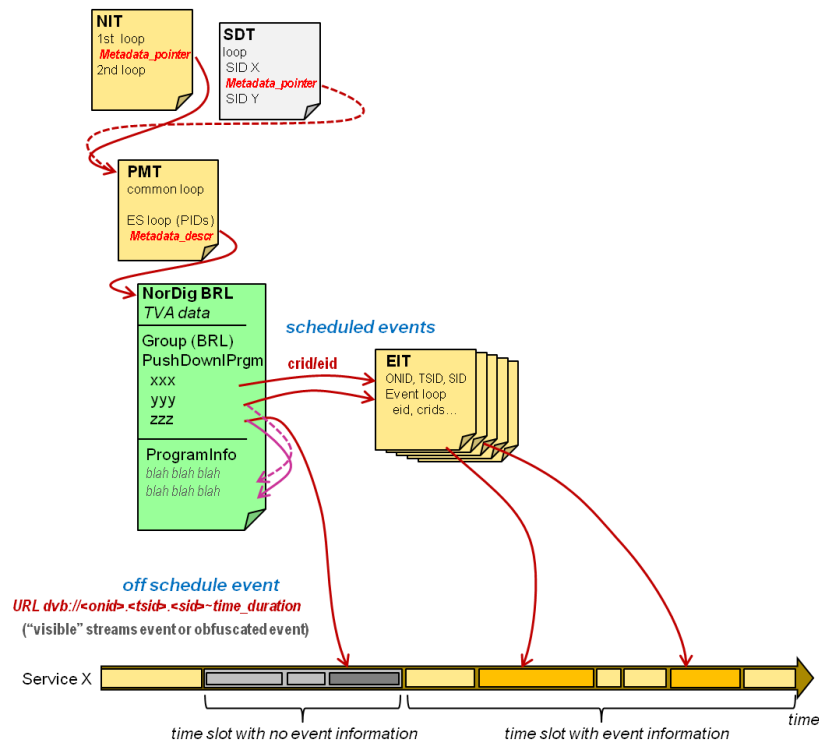 NIT
1st loop
Metadata_pointer
2nd loop
SDT
loop
SID X
Metadata_pointer
SID Y
PMT
common loop
ES loop (PIDs)
Metadata_descr
NorDig BRL
TVA data
Group (BRL)
PushDownlPrgm
xxx
yyy
zzz
ProgramInfo
blah blah blah
blah blah blah
scheduled events
crid/eid
EIT
ONID, TSID, SID
Event loop
eid, crids...
off schedule event
URL dvb://<onid>.<tsid>.<sid>~time_duration
("visible" streams event or obfuscated event)
Service X
time
time slot with no event information
time slot with event information